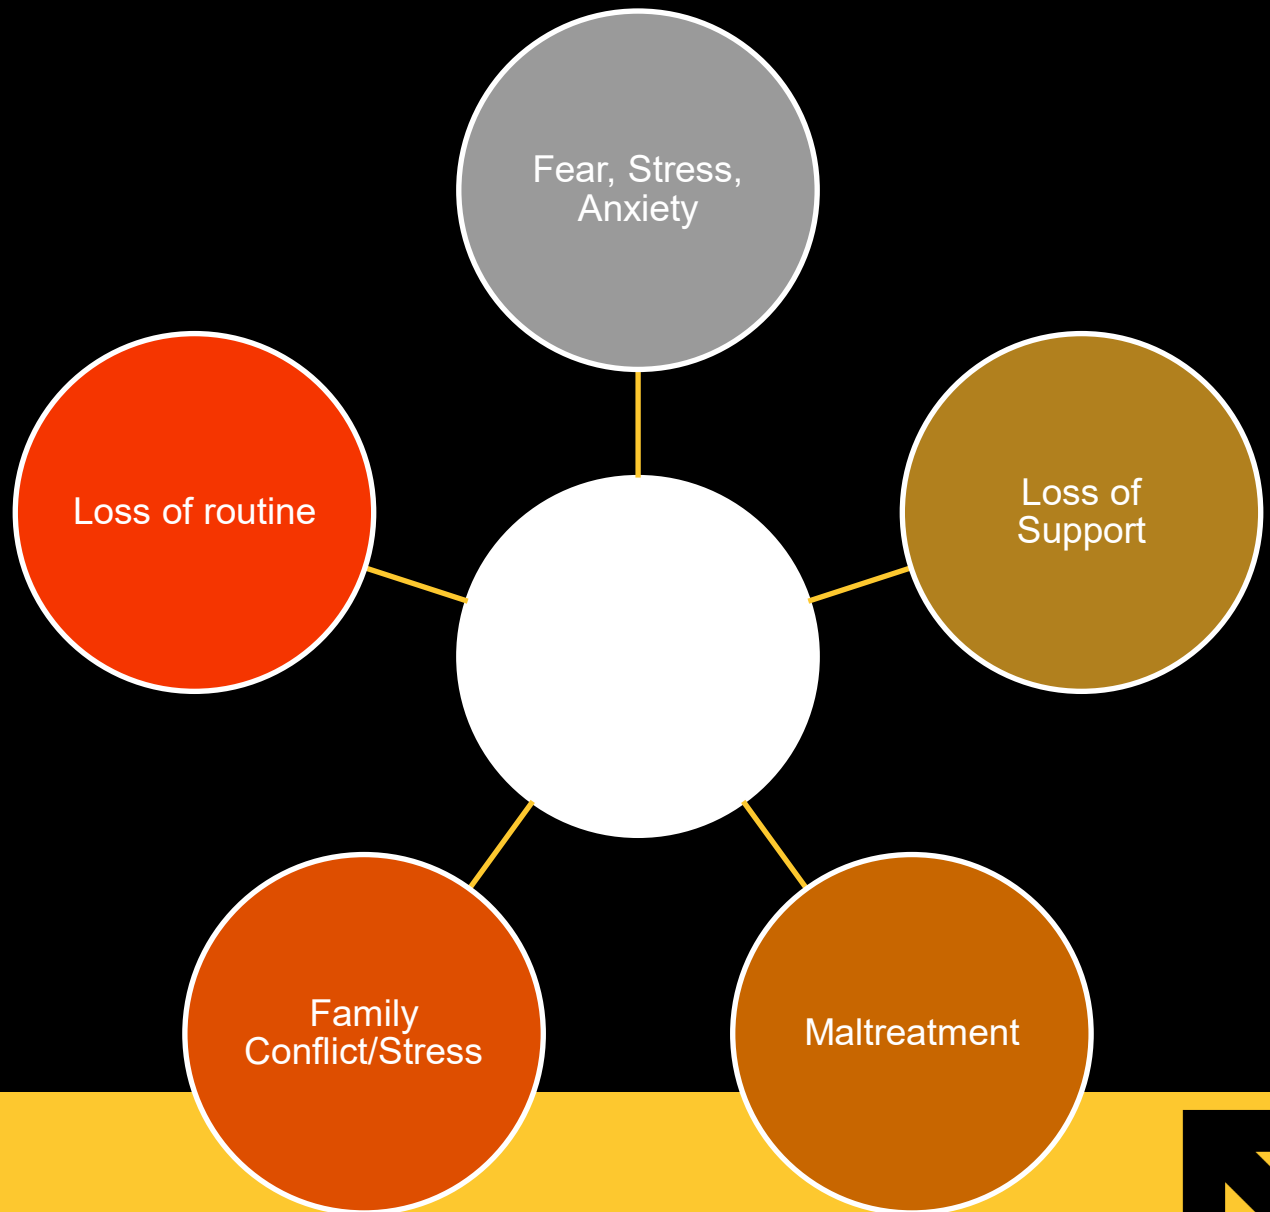 Fear, Stress,
Anxiety
Loss of routine
Loss of
Support
Family
Conflict/Stress
Maltreatment